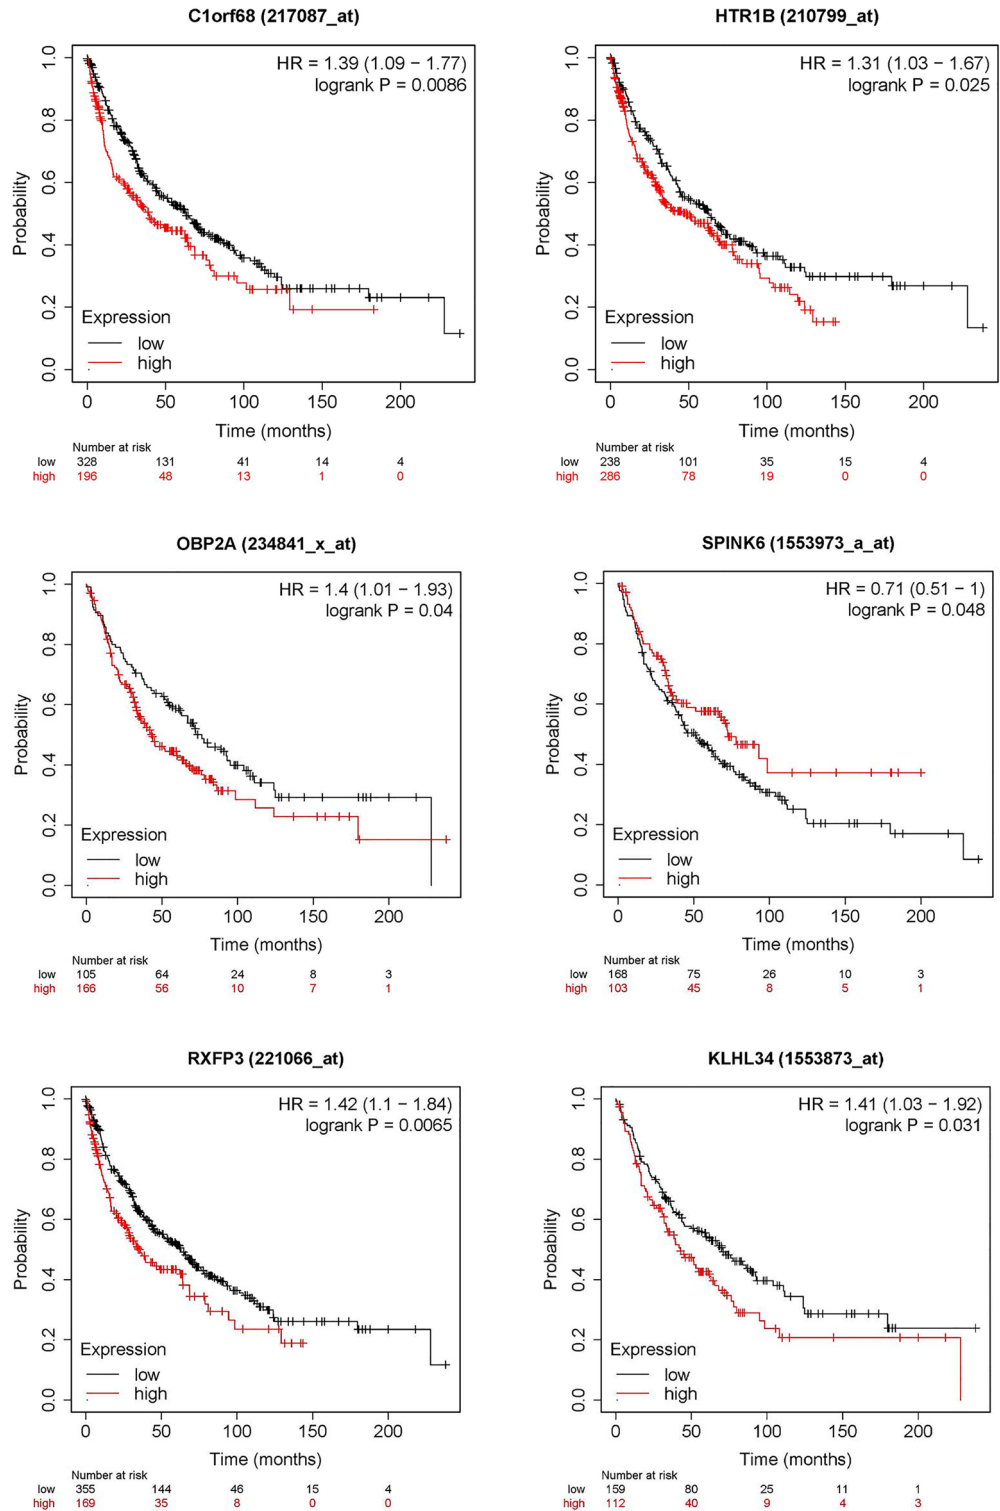 C1orf68 (217087_at)
HR = 1.39 (1.09 − 1.77)
logrank P = 0.0086
Probability
1.0
0.8
0.6
0.4
0.2
0.0
Expression
low
high
0 50 100 150 200
Time (months)
Number at risk
low 328 131 41 14 4
high 196 48 13 1 0
HTR1B (210799_at)
HR = 1.31 (1.03 − 1.67)
logrank P = 0.025
Probability
1.0
0.8
0.6
0.4
0.2
0.0
Expression
low
high
0 50 100 150 200
Time (months)
Number at risk
low 238 101 35 15 4
high 286 78 19 0 0
OBP2A (234841_x_at)
HR = 1.4 (1.01 − 1.93)
logrank P = 0.04
Probability
1.0
0.8
0.6
0.4
0.2
0.0
Expression
low
high
0 50 100 150 200
Time (months)
Number at risk
low 105 64 24 8 3
high 166 56 10 7 1
SPINK6 (1553973_a_at)
HR = 0.71 (0.51 − 1)
logrank P = 0.048
Probability
1.0
0.8
0.6
0.4
0.2
0.0
Expression
low
high
0 50 100 150 200
Time (months)
Number at risk
low 168 75 26 10 3
high 103 45 8 5 1
RXFP3 (221066_at)
HR = 1.42 (1.1 − 1.84)
logrank P = 0.0065
Probability
1.0
0.8
0.6
0.4
0.2
0.0
Expression
low
high
0 50 100 150 200
Time (months)
Number at risk
low 355 144 46 15 4
high 169 35 8 0 0
KLHL34 (1553873_at)
HR = 1.41 (1.03 − 1.92)
logrank P = 0.031
Probability
1.0
0.8
0.6
0.4
0.2
0.0
Expression
low
high
0 50 100 150 200
Time (months)
Number at risk
low 159 80 25 11 1
high 112 40 9 4 3